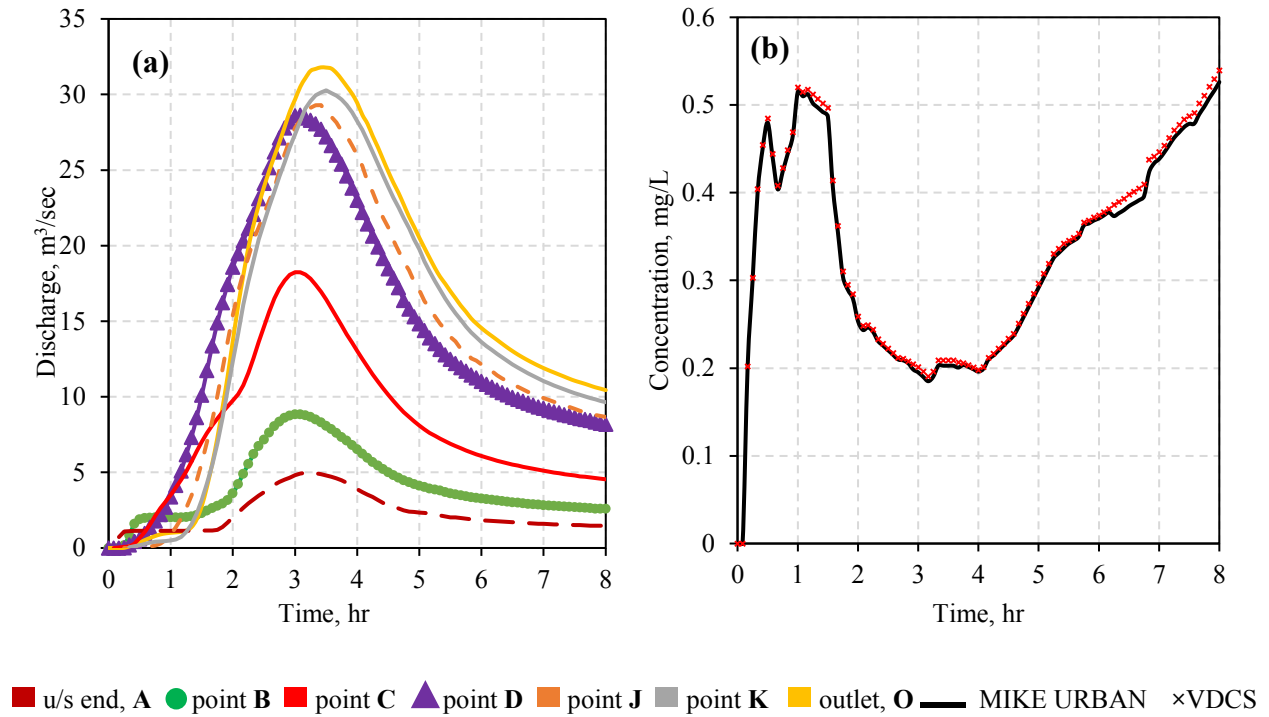 (a)
Discharge, m³/sec
35
30
25
20
15
10
5
0
0 1 2 3 4 5 6 7 8
Time, hr
(b)
Concentration, mg/L
0.6
0.5
0.4
0.3
0.2
0.1
0
0 1 2 3 4 5 6 7 8
Time, hr
u/s end, A point B point C point D point J point K outlet, O MIKE URBAN ×VDCS